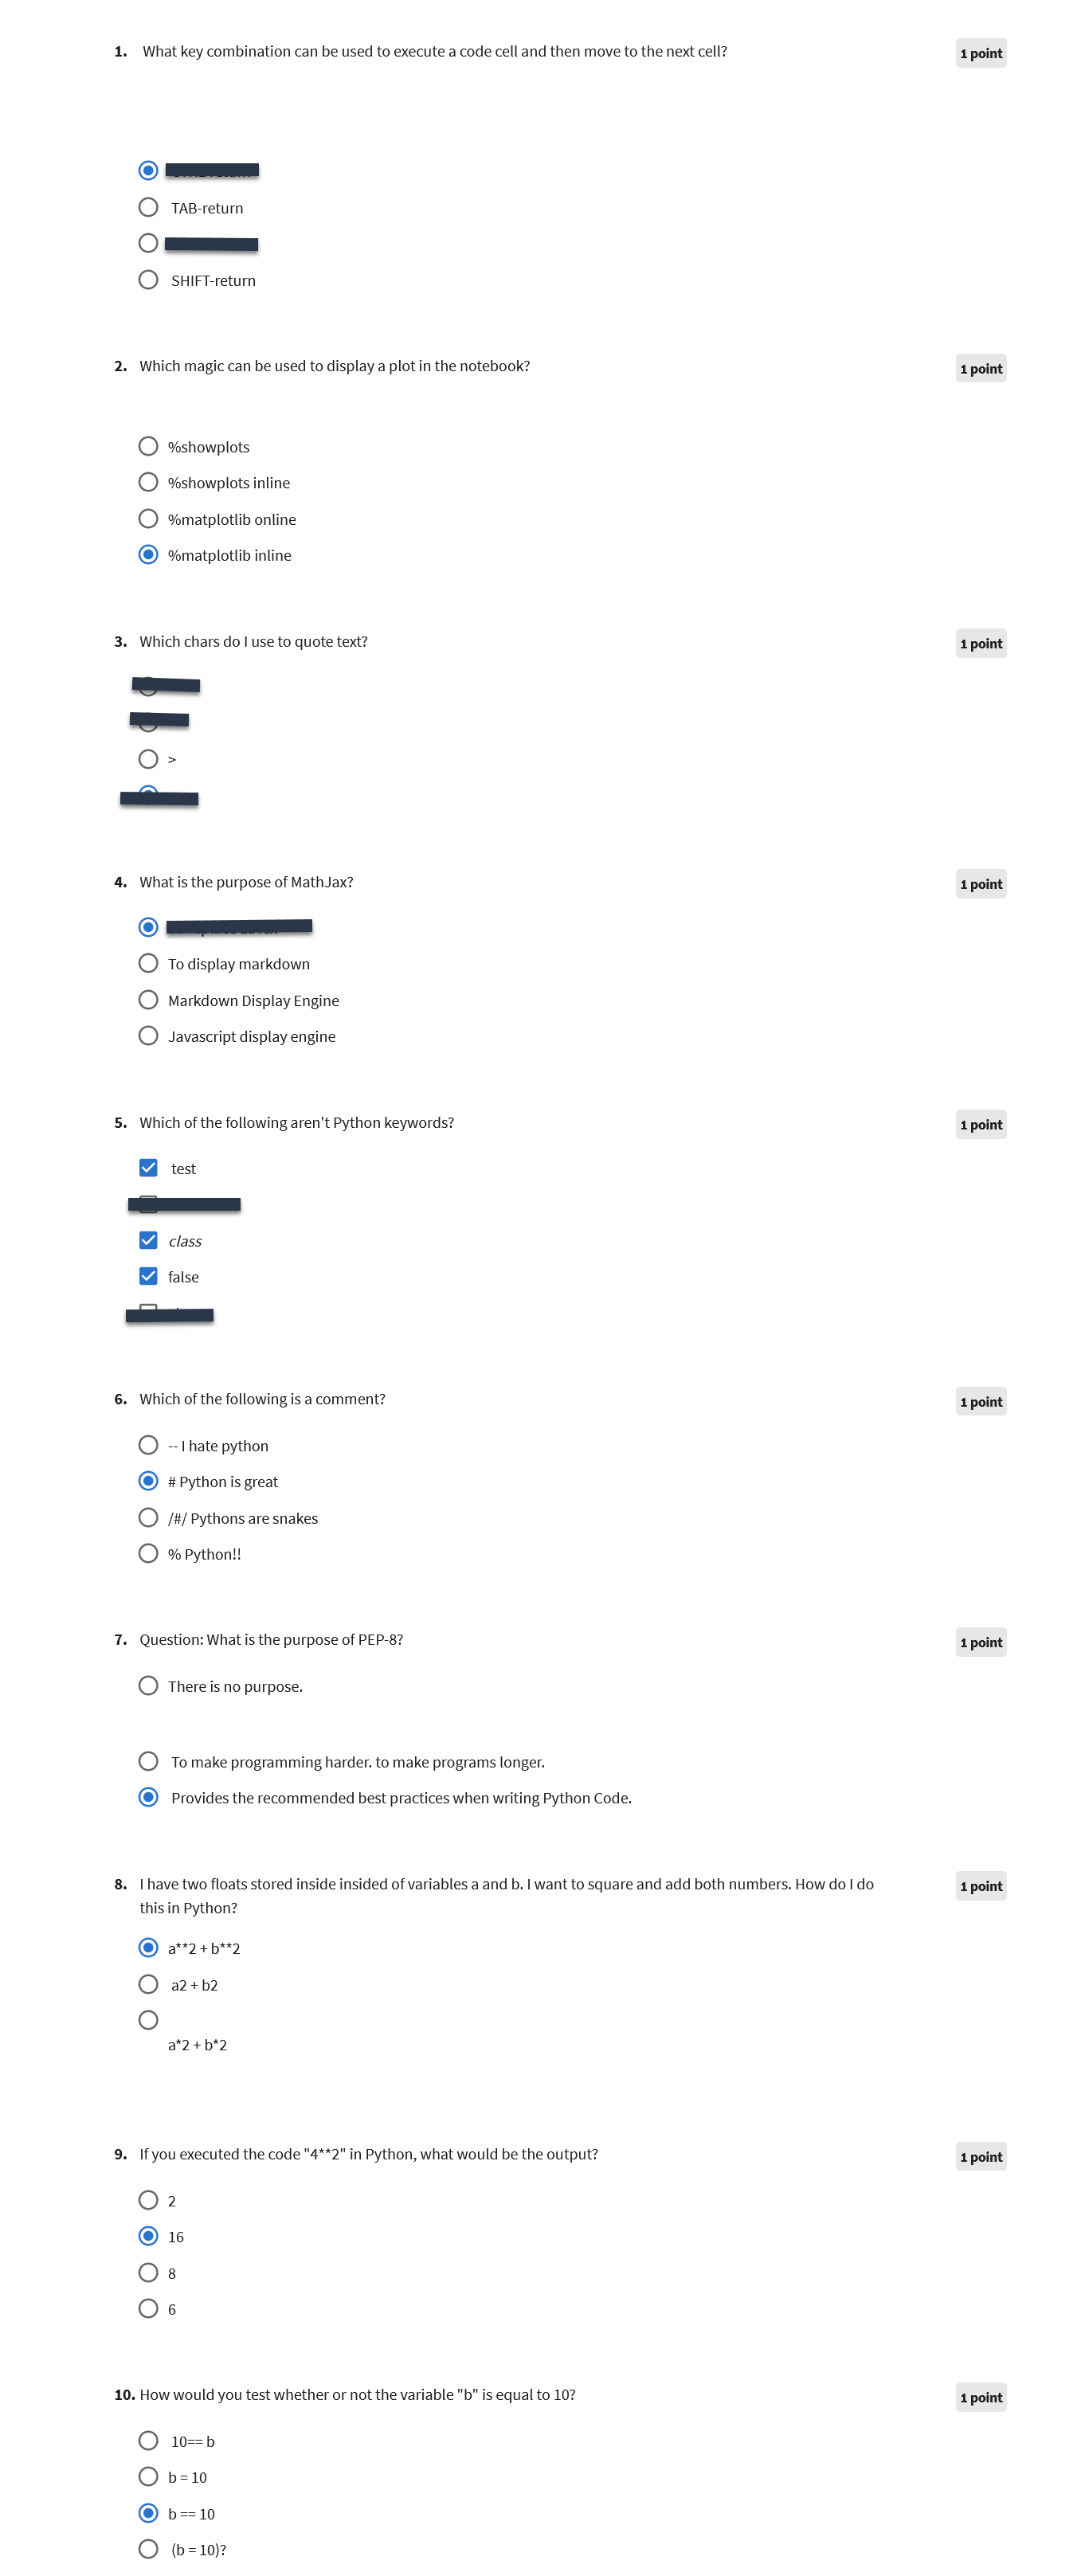 1. What key combination can be used to execute a code cell and then move to the next cell?
1 point
TAB-return
SHIFT-return
2. Which magic can be used to display a plot in the notebook?
1 point
%showplots
%showplots inline
%matplotlib online
%matplotlib inline
3. Which chars do I use to quote text?
1 point
>
4. What is the purpose of MathJax?
1 point
To display markdown
Markdown Display Engine
Javascript display engine
5. Which of the following aren't Python keywords?
1 point
test
class
false
6. Which of the following is a comment?
1 point
-- I hate python
# Python is great
/#/ Pythons are snakes
% Python!!
7. Question: What is the purpose of PEP-8?
1 point
There is no purpose.
To make programming harder. to make programs longer.
Provides the recommended best practices when writing Python Code.
8. I have two floats stored inside insided of variables a and b. I want to square and add both numbers. How do I do
this in Python?
1 point
a**2 + b**2
a2 + b2
a*2 + b*2
9. If you executed the code "4**2" in Python, what would be the output?
1 point
2
16
8
6
10. How would you test whether or not the variable "b" is equal to 10?
1 point
10== b
b = 10
b == 10
(b = 10)?